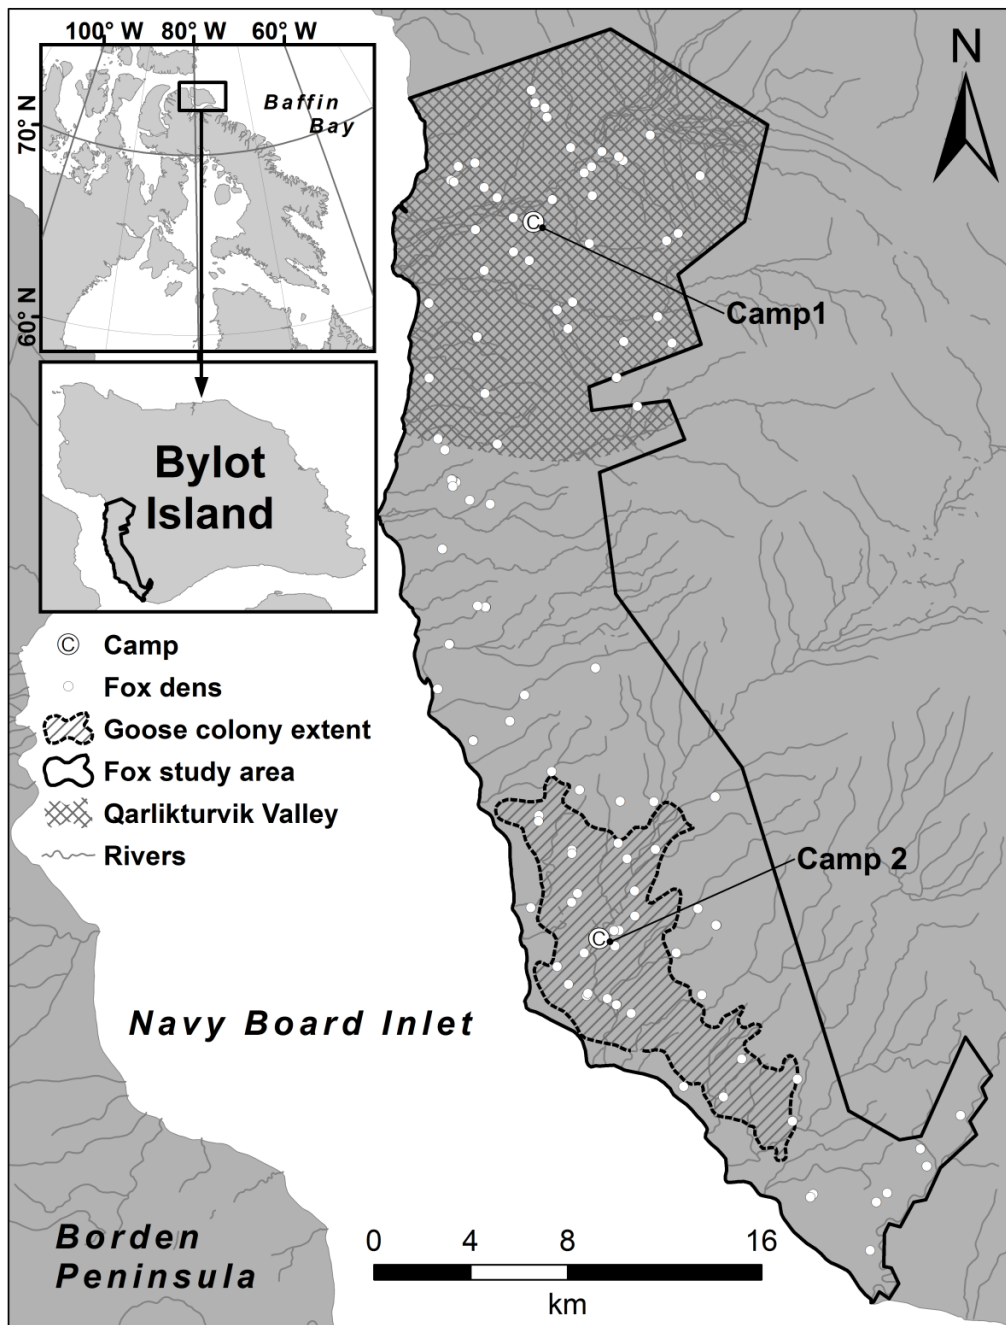 100° W 80° W 60° W
70° N
60° N
Baffin
Bay
N
Bylot
Island
C
Camp1
C Camp
Fox dens
Goose colony extent
Fox study area
Qarlikturvik Valley
Rivers
Camp 2
C
Navy Board Inlet
Borden
Peninsula
0 4 8 16
km